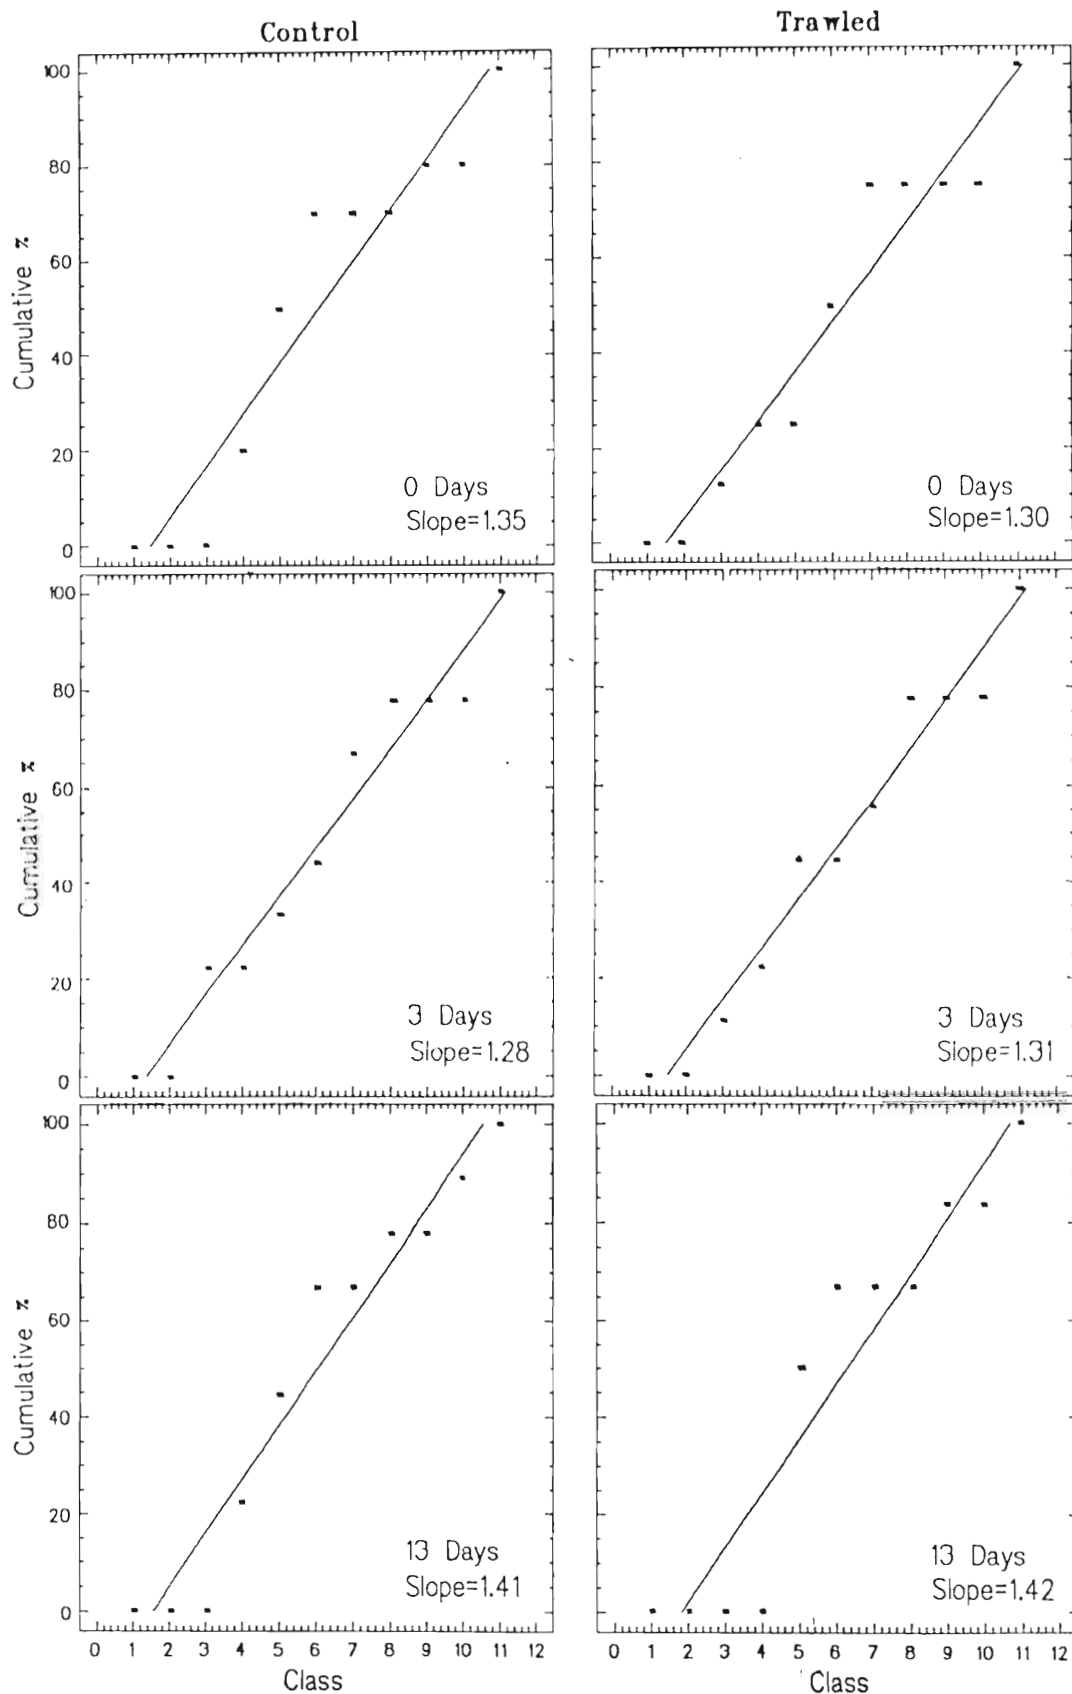 Control
Trawled
Cumulative %
100
80
60
40
20
0
0 Days
Slope=1.35
0 Days
Slope=1.30
Cumulative %
100
80
60
40
20
0
3 Days
Slope=1.28
3 Days
Slope=1.31
Cumulative %
100
80
60
40
20
0
13 Days
Slope=1.41
13 Days
Slope=1.42
0 1 2 3 4 5 6 7 8 9 10 11 12
0 1 2 3 4 5 6 7 8 9 10 11 12
Class
Class